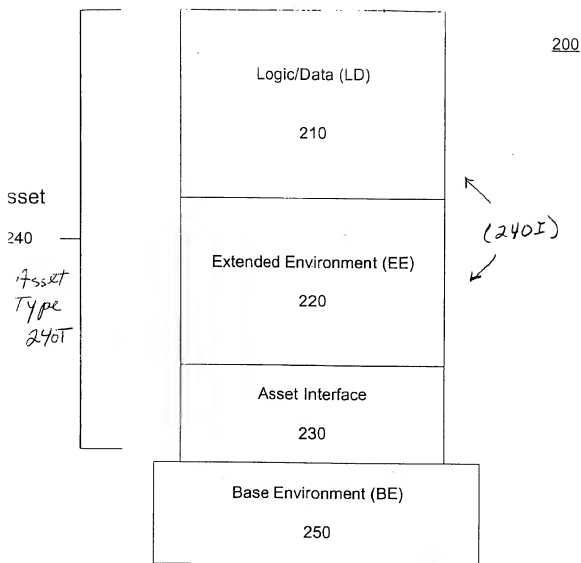 200
Logic/Data (LD)
210
sset
240
Asset
Type
240T
(240I)
Extended Environment (EE)
220
Asset Interface
230
Base Environment (BE)
250